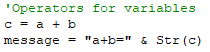 'Operators for variables
c = a + b
message = "a+b=" & Str(c)